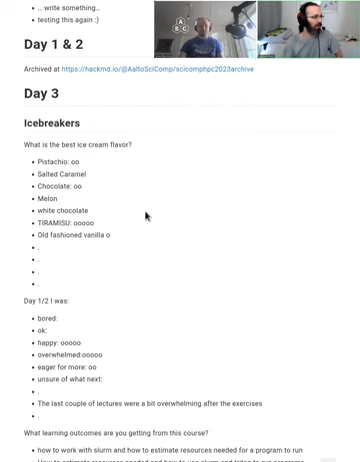 ... write something...
testing this again :)
A
S C
Day 1 & 2
Archived at https://hackmd.io/@AaltoSciComp/scicomphpc2023archive
Day 3
Icebreakers
What is the best ice cream flavor?
Pistachio: oo
Salted Caramel
Chocolate: oo
Melon
white chocolate
TIRAMISU: ooooo
Old fashioned vanilla o
.
.
.
.
Day 1/2 I was:
bored:
ok:
happy: ooooo
overwhelmed:ooooo
eager for more: oo
unsure of what next:
.
The last couple of lectures were a bit overwhelming after the exercises
.
What learning outcomes are you getting from this course?
how to work with slurm and how to estimate resources needed for a program to run